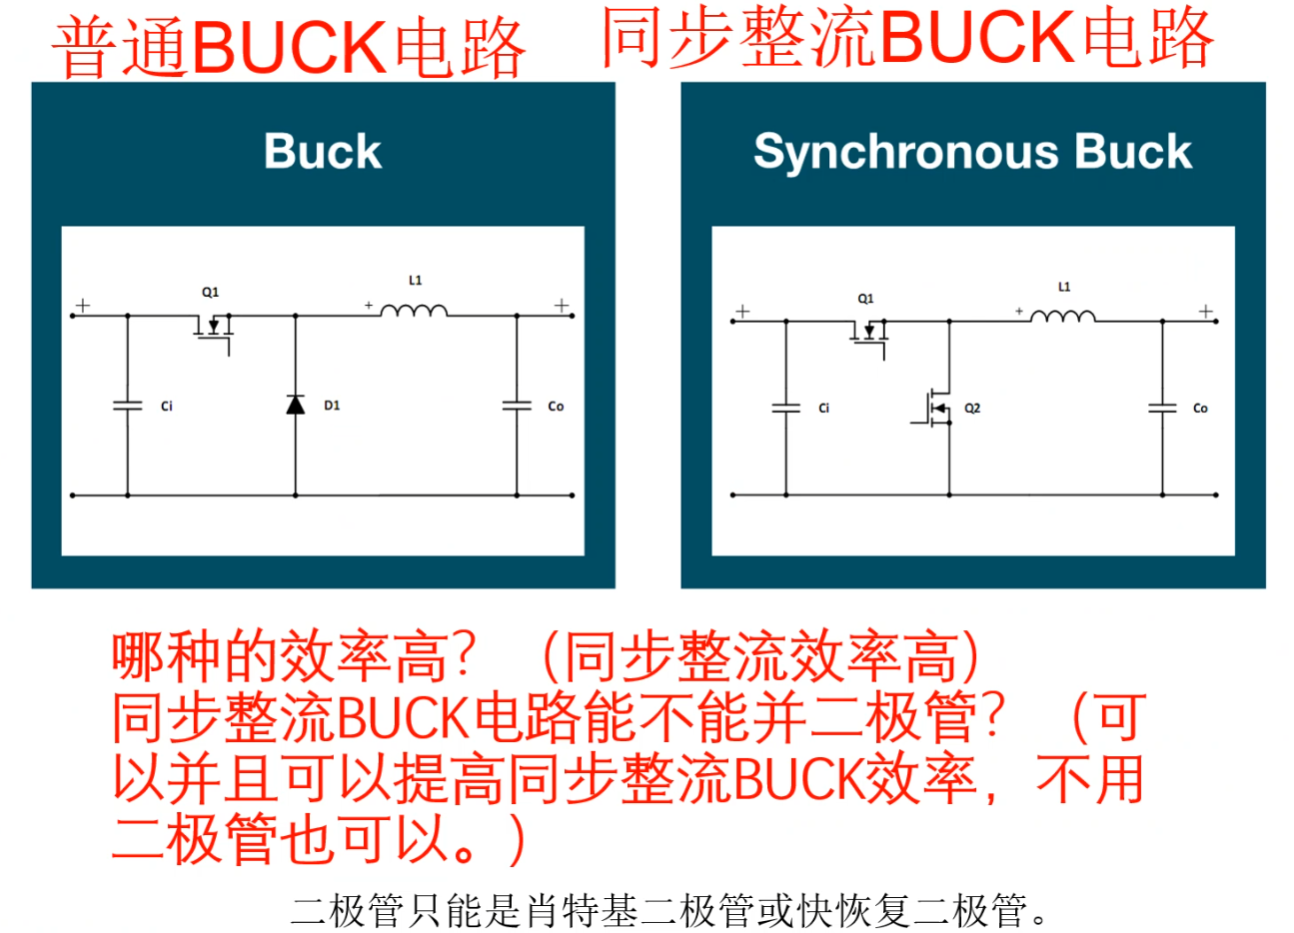 普通BUCK电路
同步整流BUCK电路
Buck
Synchronous Buck
Q1
L1
+
+
+
Ci
D1
Co
Q1
L1
+
+
+
Ci
Q2
Co
哪种的效率高？（同步整流效率高）
同步整流BUCK电路能不能并二极管？（可
以并且可以提高同步整流BUCK效率，不用
二极管也可以。）
二极管只能是肖特基二极管或快恢复二极管。